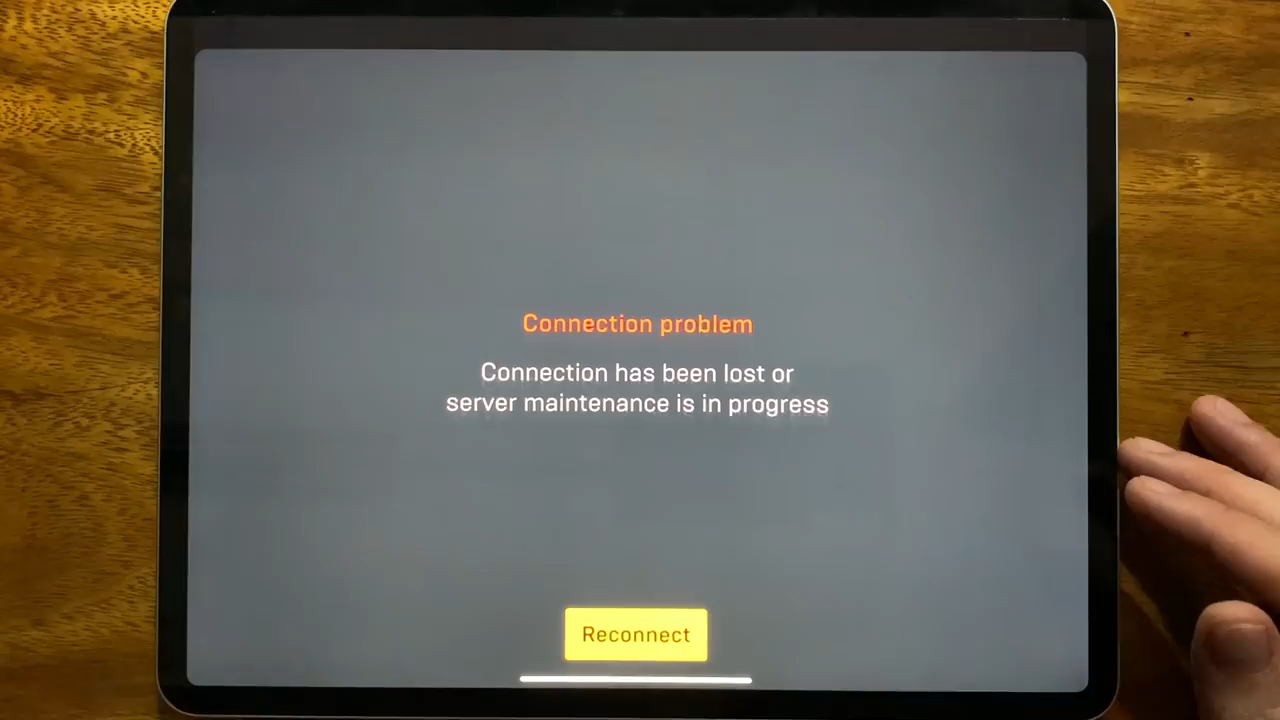 Connection problem
Connection has been lost or
server maintenance is in progress
Reconnect